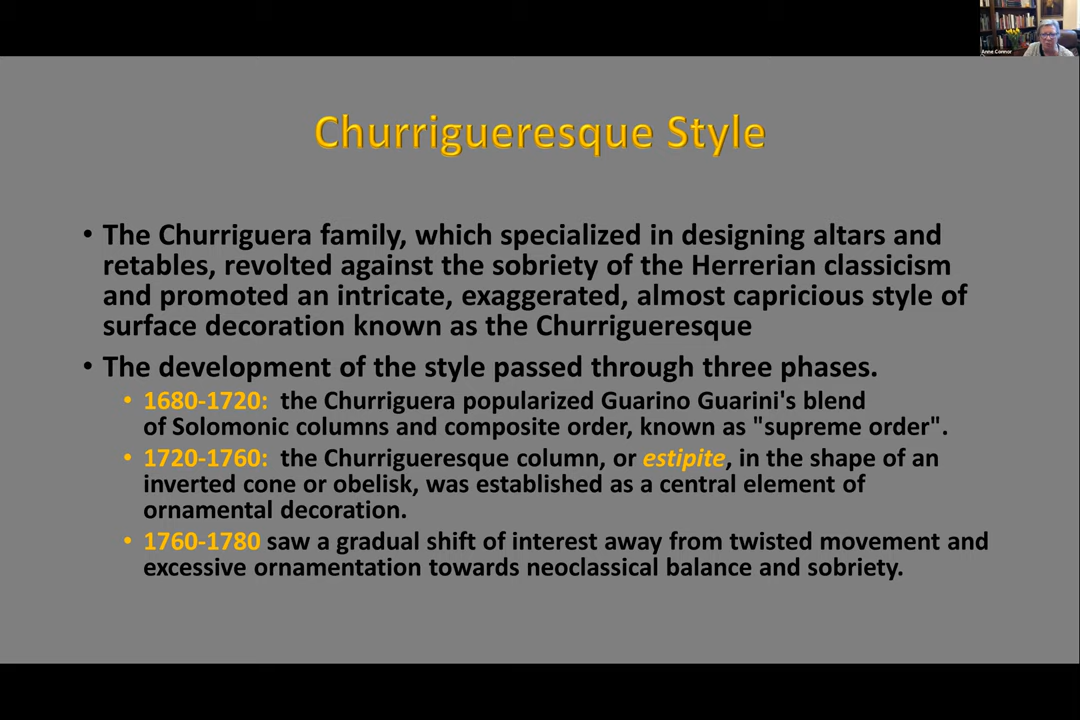 Anne Connor
Churrigueresque Style
• The Churriguera family, which specialized in designing altars and
retables, revolted against the sobriety of the Herrerian classicism
and promoted an intricate, exaggerated, almost capricious style of
surface decoration known as the Churrigueresque
• The development of the style passed through three phases.
• 1680-1720: the Churriguera popularized Guarino Guarini's blend
of Solomonic columns and composite order, known as "supreme order".
• 1720-1760: the Churrigueresque column, or estipite, in the shape of an
inverted cone or obelisk, was established as a central element of
ornamental decoration.
• 1760-1780 saw a gradual shift of interest away from twisted movement and
excessive ornamentation towards neoclassical balance and sobriety.